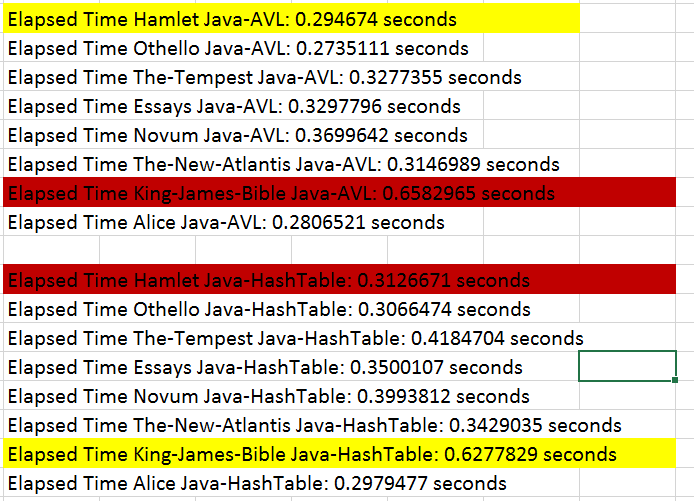 Elapsed Time Hamlet Java-AVL: 0.294674 seconds
Elapsed Time Othello Java-AVL: 0.2735111 seconds
Elapsed Time The-Tempest Java-AVL: 0.3277355 seconds
Elapsed Time Essays Java-AVL: 0.3297796 seconds
Elapsed Time Novum Java-AVL: 0.3699642 seconds
Elapsed Time The-New-Atlantis Java-AVL: 0.3146989 seconds
Elapsed Time King-James-Bible Java-AVL: 0.6582965 seconds
Elapsed Time Alice Java-AVL: 0.2806521 seconds
Elapsed Time Hamlet Java-HashTable: 0.3126671 seconds
Elapsed Time Othello Java-HashTable: 0.3066474 seconds
Elapsed Time The-Tempest Java-HashTable: 0.4184704 seconds
Elapsed Time Essays Java-HashTable: 0.3500107 seconds
Elapsed Time Novum Java-HashTable: 0.3993812 seconds
Elapsed Time The-New-Atlantis Java-HashTable: 0.3429035 seconds
Elapsed Time King-James-Bible Java-HashTable: 0.6277829 seconds
Elapsed Time Alice Java-HashTable: 0.2979477 seconds